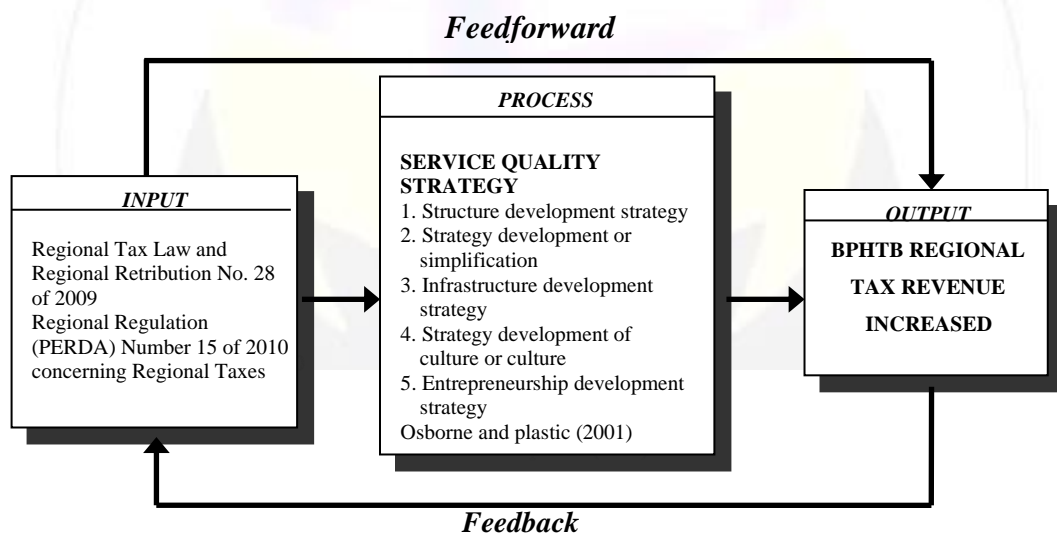 Feedforward
INPUT
Regional Tax Law and
Regional Retribution No. 28
of 2009
Regional Regulation
(PERDA) Number 15 of 2010
concerning Regional Taxes
PROCESS
SERVICE QUALITY
STRATEGY
1. Structure development strategy
2. Strategy development or
simplification
3. Infrastructure development
strategy
4. Strategy development of
culture or culture
5. Entrepreneurship development
strategy
Osborne and plastic (2001)
OUTPUT
BPHTB REGIONAL
TAX REVENUE
INCREASED
Feedback